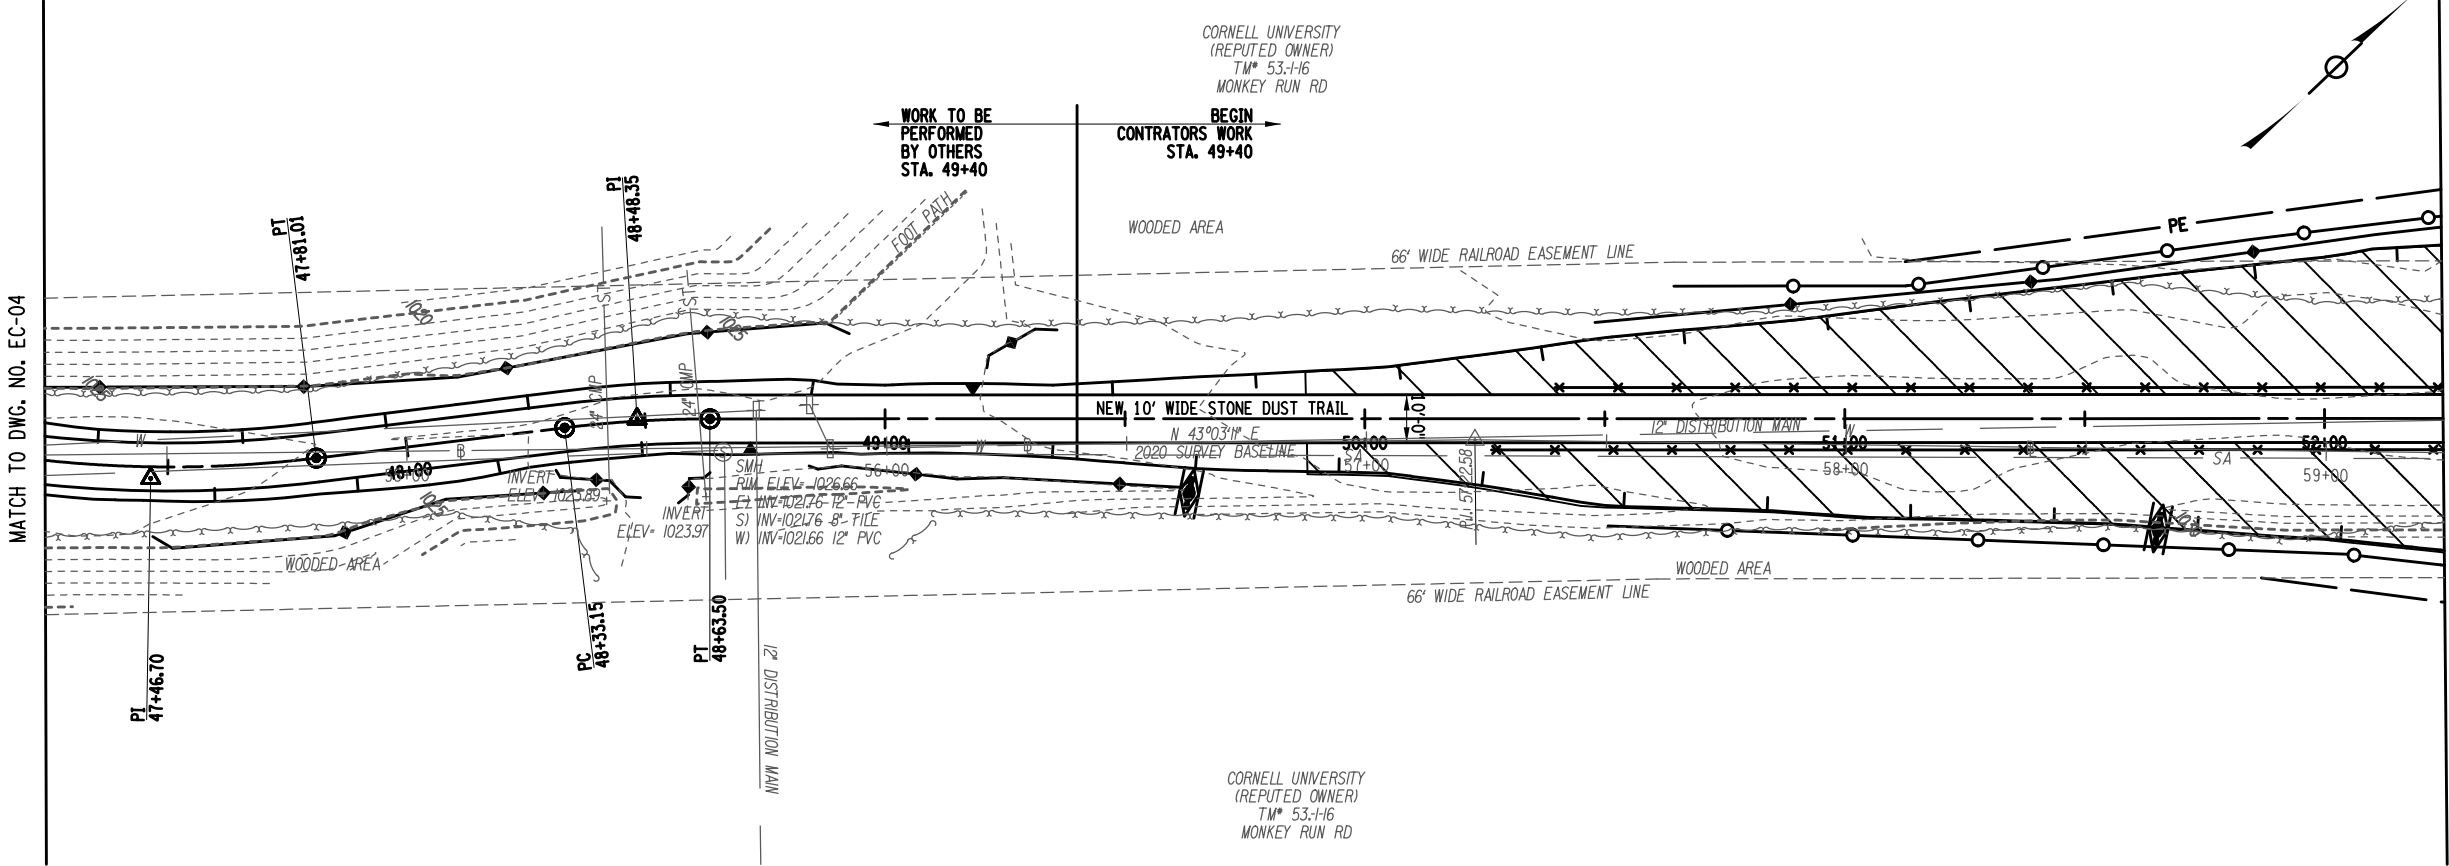 CORNELL UNIVERSITY
(REPUTED OWNER)
TM# 53.-1-16
MONKEY RUN RD
WORK TO BE
PERFORMED
BY OTHERS
STA. 49+40
BEGIN
CONTRATORS WORK
STA. 49+40
MATCH TO DWG. NO. EC-04
PT
47+81.01
PI
48+48.35
FOOT PATH
WOODED AREA
66' WIDE RAILROAD EASEMENT LINE
PE
1020
1025
ST
ST
24" CMP
24" CMP
NEW 10' WIDE STONE DUST TRAIL
10'-0"
N 43°03'11" E
2020 SURVEY BASELINE
12" DISTRIBUTION MAIN
W
W
W
B
B
48+00
49+00
50+00
51+00
52+00
56+00
57+00
58+00
59+00
SA
SA
INVERT
ELEV= 1023.89
INVERT
ELEV= 1023.97
S
SMH
RIM ELEV= 1026.66
E) INV=1021.76 12" PVC
S) INV=1021.76 8" TILE
W) INV=1021.66 12" PVC
P.I. 57+22.58
1025
WOODED AREA
WOODED AREA
66' WIDE RAILROAD EASEMENT LINE
PI
47+46.70
PC
48+33.15
PT
48+63.50
12" DISTRIBUTION MAIN
CORNELL UNIVERSITY
(REPUTED OWNER)
TM# 53.-1-16
MONKEY RUN RD